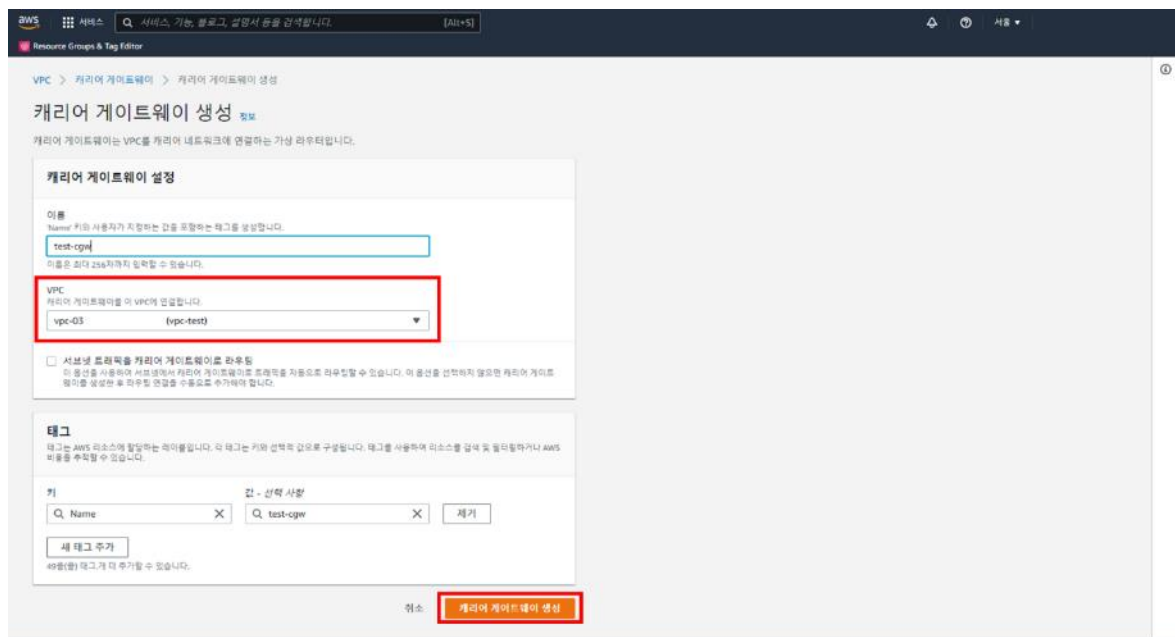 aws
서비스
서비스, 기능, 블로그, 설명서 등을 검색합니다.
[Alt+S]
서울 ▼
Resource Groups & Tag Editor
VPC > 캐리어 게이트웨이 > 캐리어 게이트웨이 생성
캐리어 게이트웨이 생성 정보
캐리어 게이트웨이는 VPC를 캐리어 네트워크에 연결하는 가상 라우터입니다.
캐리어 게이트웨이 설정
이름
'Name' 키와 사용자가 지정하는 값을 포함하는 태그를 생성합니다.
test-cgw
이름은 최대 256자까지 입력할 수 있습니다.
VPC
캐리어 게이트웨이를 이 VPC에 연결합니다.
vpc-03 (vpc-test)
서브넷 트래픽을 캐리어 게이트웨이로 라우팅
이 옵션을 사용하여 서브넷에서 캐리어 게이트웨이로 트래픽을 자동으로 라우팅할 수 있습니다. 이 옵션을 선택하지 않으면 캐리어 게이트
웨이를 생성한 후 라우팅 연결을 수동으로 추가해야 합니다.
태그
태그는 AWS 리소스에 할당하는 레이블입니다. 각 태그는 키와 선택적 값으로 구성됩니다. 태그를 사용하여 리소스를 검색 및 필터링하거나 AWS
비용을 추적할 수 있습니다.
키
값 - 선택 사항
Name
test-cgw
제거
새 태그 추가
49을(를) 태그.개 더 추가할 수 있습니다.
취소
캐리어 게이트웨이 생성